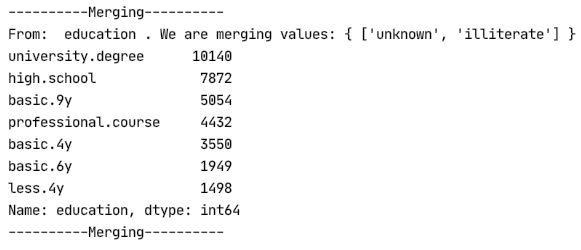 ----------Merging----------
From:  education . We are merging values: { ['unknown', 'illiterate'] }
university.degree      10140
high.school             7872
basic.9y                5054
professional.course     4432
basic.4y                3550
basic.6y                1949
less.4y                 1498
Name: education, dtype: int64
----------Merging----------